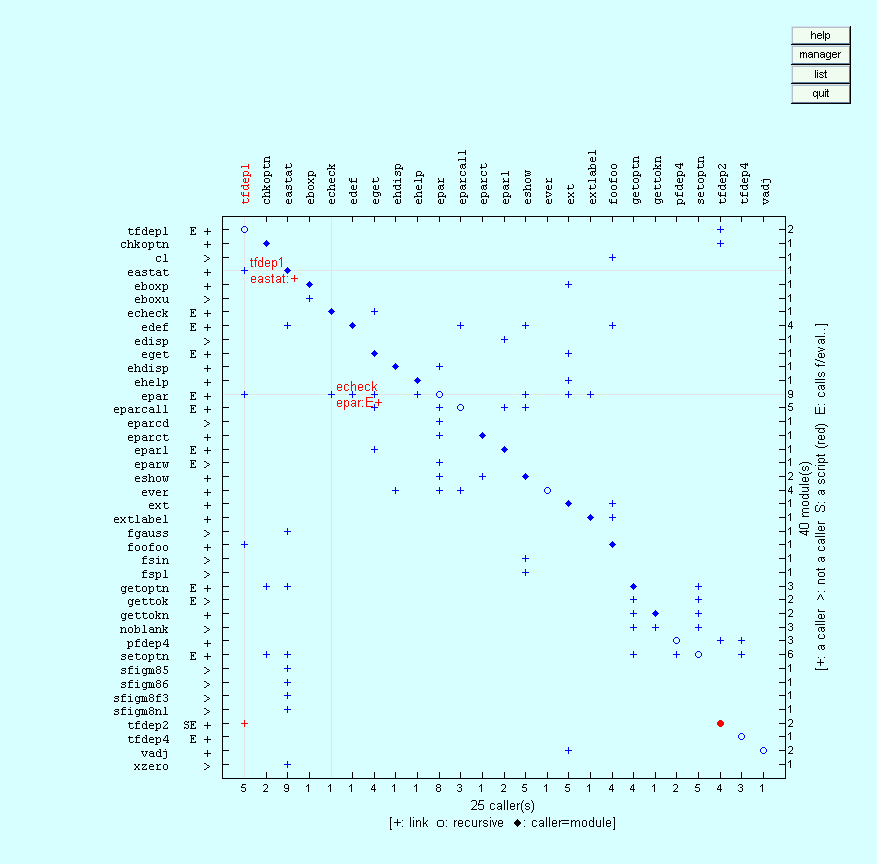 help
manager
list
quit
tfdep1
chkoptn
eastat
eboxp
echeck
edef
eget
ehdisp
ehelp
epar
eparcall
eparct
eparl
eshow
ever
ext
extlabel
foofoo
getoptn
gettokn
pfdep4
setoptn
tfdep2
tfdep4
vadj
tfdep1 E + 2
chkoptn + 1
cl > 1
tfdep1
eastat + 1
eastat:+
eboxp + 1
eboxu > 1
echeck E + 1
edef E + 4
edisp > 1
eget E + 1
ehdisp + 1
ehelp + 1
echeck
epar E + 9
epar:E+
eparcall E + 5
eparcd > 1
eparct + 1
eparl E + 1
eparw E > 1
eshow + 2
ever + 4
ext + 1
extlabel + 1
fgauss > 1
foofoo + 1
fsin > 1
fspl > 1
getoptn E + 3
gettok E > 2
gettokn + 2
noblank > 3
pfdep4 + 3
setoptn E + 6
sfigm85 > 1
sfigm86 > 1
sfigm8f3 > 1
sfigm8nl > 1
tfdep2 SE + 2
tfdep4 E + 1
vadj + 2
xzero > 1
40 module(s)
[+: a caller >: not a caller S: a script (red) E: calls f/eval..]
5 2 9 1 1 1 4 1 1 8 3 1 2 5 1 5 1 4 4 1 2 5 4 3 1
25 caller(s)
[+: link o: recursive ◆: caller=module]